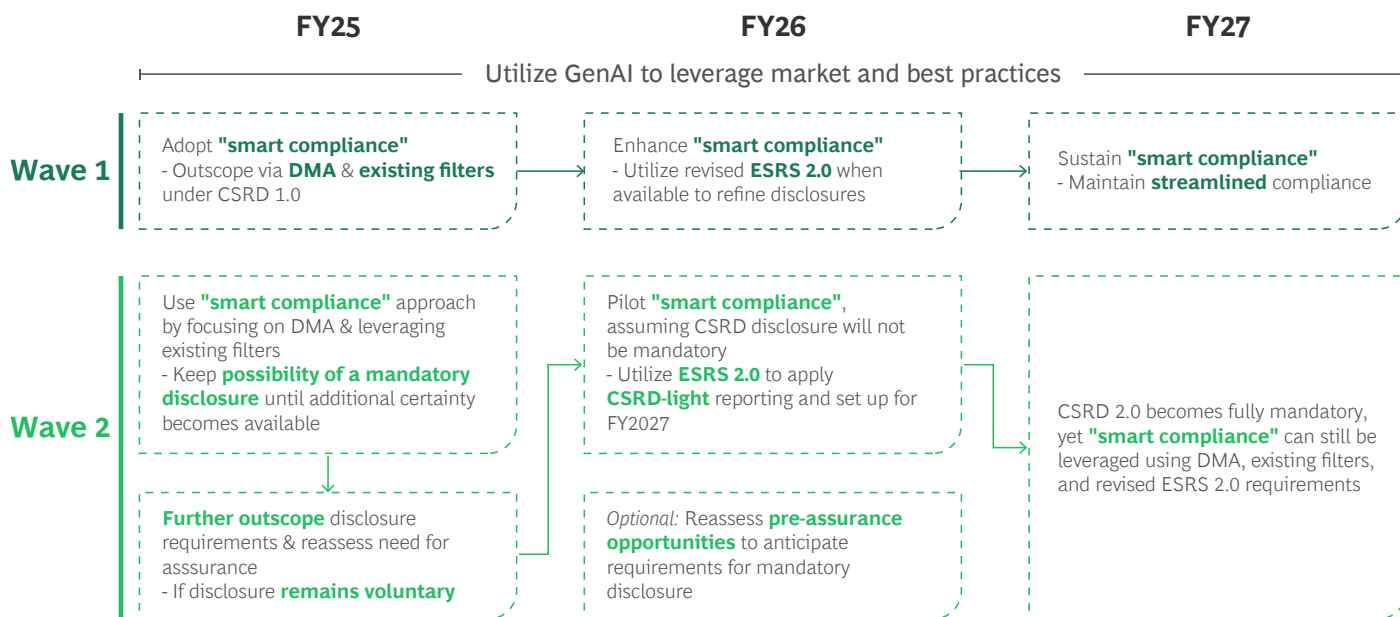 FY25
FY26
FY27
Utilize GenAI to leverage market and best practices
Wave 1
Adopt "smart compliance"
- Outscope via DMA & existing filters
under CSRD 1.0
Enhance "smart compliance"
- Utilize revised ESRS 2.0 when
available to refine disclosures
Sustain "smart compliance"
- Maintain streamlined compliance
Wave 2
Use "smart compliance" approach
by focusing on DMA & leveraging
existing filters
- Keep possibility of a mandatory
disclosure until additional certainty
becomes available
Further outscope disclosure
requirements & reassess need for
asssurance
- If disclosure remains voluntary
Pilot "smart compliance",
assuming CSRD disclosure will not
be mandatory
- Utilize ESRS 2.0 to apply
CSRD-light reporting and set up for
FY2027
Optional: Reassess pre-assurance
opportunities to anticipate
requirements for mandatory
disclosure
CSRD 2.0 becomes fully mandatory,
yet "smart compliance" can still be
leveraged using DMA, existing filters,
and revised ESRS 2.0 requirements